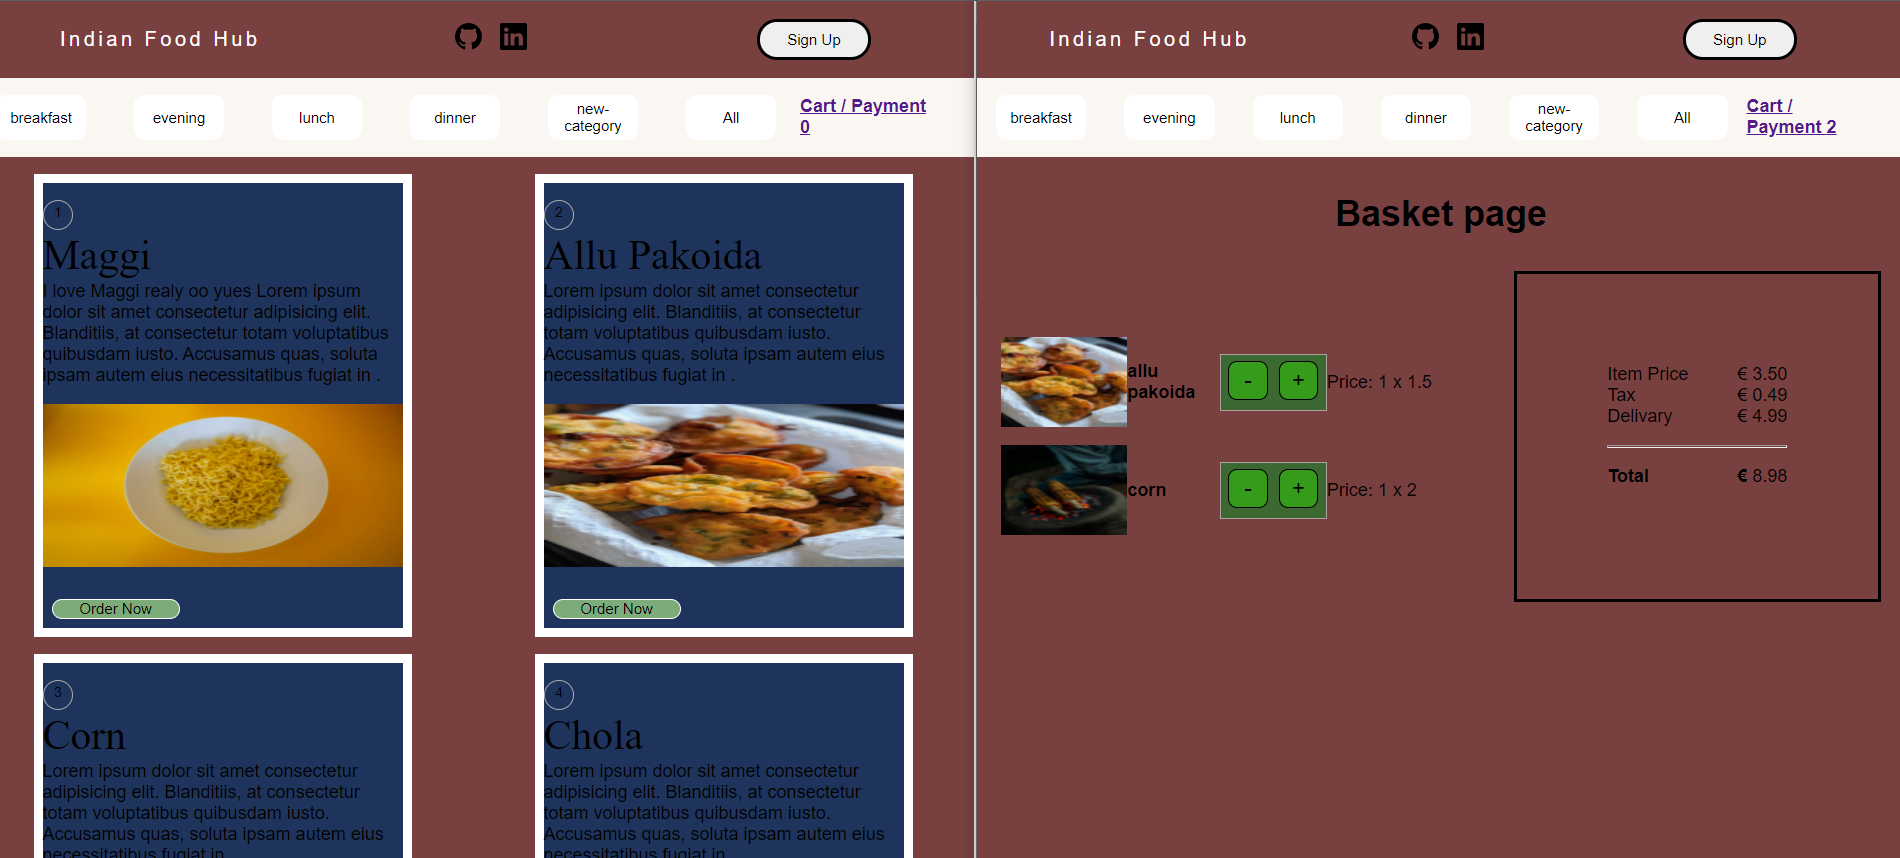 Indian Food Hub
Sign Up
breakfast
evening
lunch
dinner
new-
category
All
Cart / Payment
0
1
Maggi
I love Maggi realy oo yues Lorem ipsum
dolor sit amet consectetur adipisicing elit.
Blanditiis, at consectetur totam voluptatibus
quibusdam iusto. Accusamus quas, soluta
ipsam autem eius necessitatibus fugiat in .
Order Now
2
Allu Pakoida
Lorem ipsum dolor sit amet consectetur
adipisicing elit. Blanditiis, at consectetur
totam voluptatibus quibusdam iusto.
Accusamus quas, soluta ipsam autem eius
necessitatibus fugiat in .
Order Now
3
Corn
Lorem ipsum dolor sit amet consectetur
adipisicing elit. Blanditiis, at consectetur
totam voluptatibus quibusdam iusto.
Accusamus quas, soluta ipsam autem eius
necessitatibus fugiat in
4
Chola
Lorem ipsum dolor sit amet consectetur
adipisicing elit. Blanditiis, at consectetur
totam voluptatibus quibusdam iusto.
Accusamus quas, soluta ipsam autem eius
necessitatibus fugiat in
Indian Food Hub
Sign Up
breakfast
evening
lunch
dinner
new-
category
All
Cart /
Payment 2
Basket page
allu
pakoida
- +
Price: 1 x 1.5
corn
- +
Price: 1 x 2
Item Price € 3.50
Tax € 0.49
Delivary € 4.99
Total € 8.98